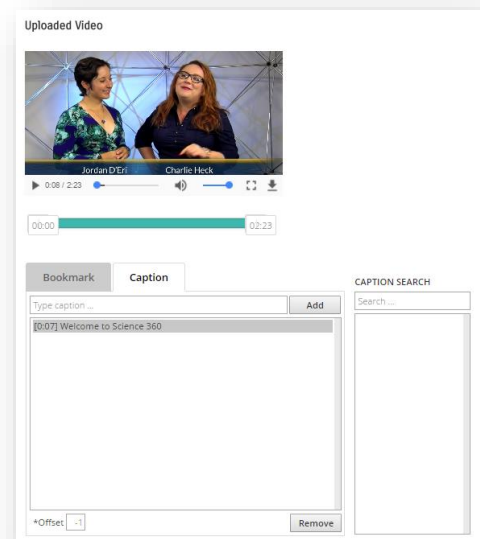 Uploaded Video
Jordan D'Eri Charlie Heck
0:08 / 2:23
00:00 02:23
Bookmark Caption
Type caption ... Add
[0:07] Welcome to Science 360
*Offset -1 Remove
CAPTION SEARCH
Search ...